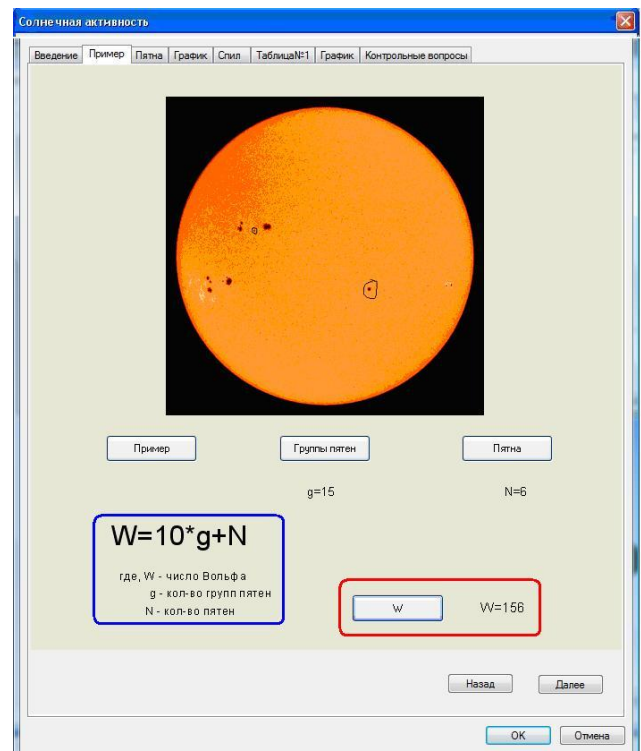 Солнечная активность
Введение Пример Пятна График Спил Таблица№1 График Контрольные вопросы
Пример Группы пятен Пятна
g=15 N=6
W=10*g+N
где, W - число Вольфа
g - кол-во групп пятен
N - кол-во пятен
W W=156
Назад Далее
OK Отмена